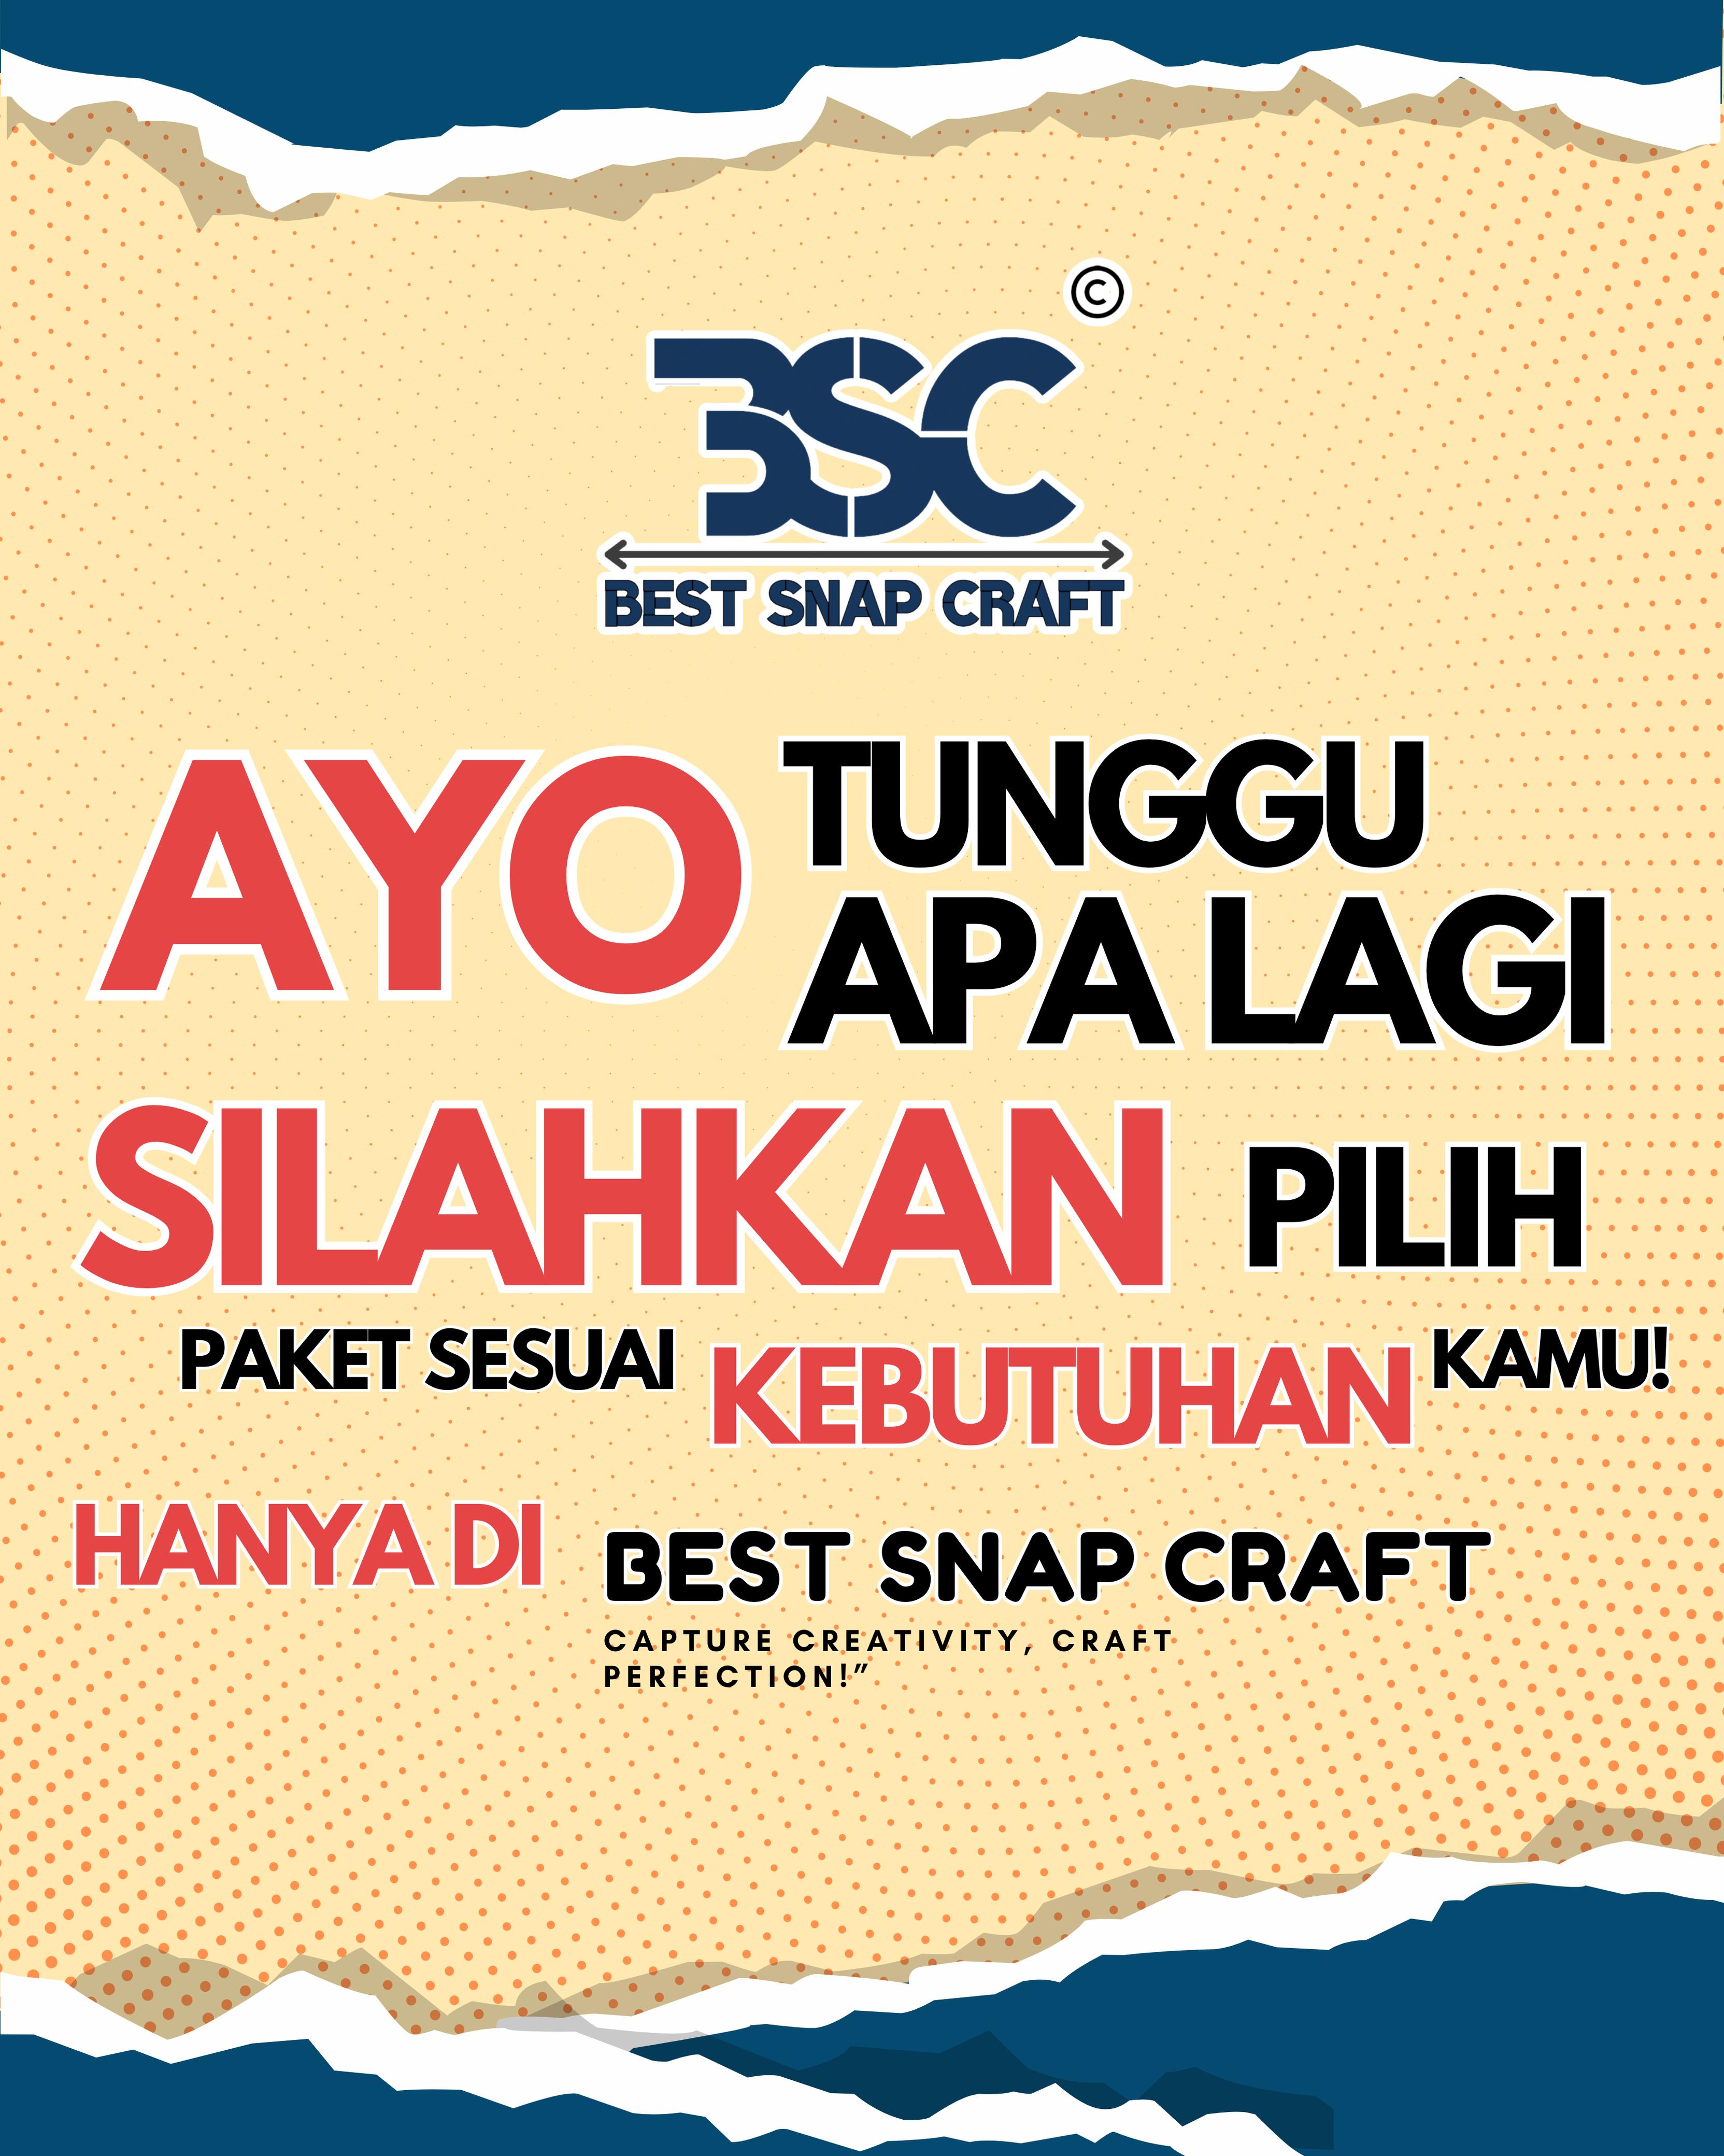 ©
BSC
BEST SNAP CRAFT
AYO
TUNGGU
APA LAGI
SILAHKAN PILIH
PAKET SESUAI KEBUTUHAN KAMU!
HANYA DI BEST SNAP CRAFT
CAPTURE CREATIVITY, CRAFT
PERFECTION!”